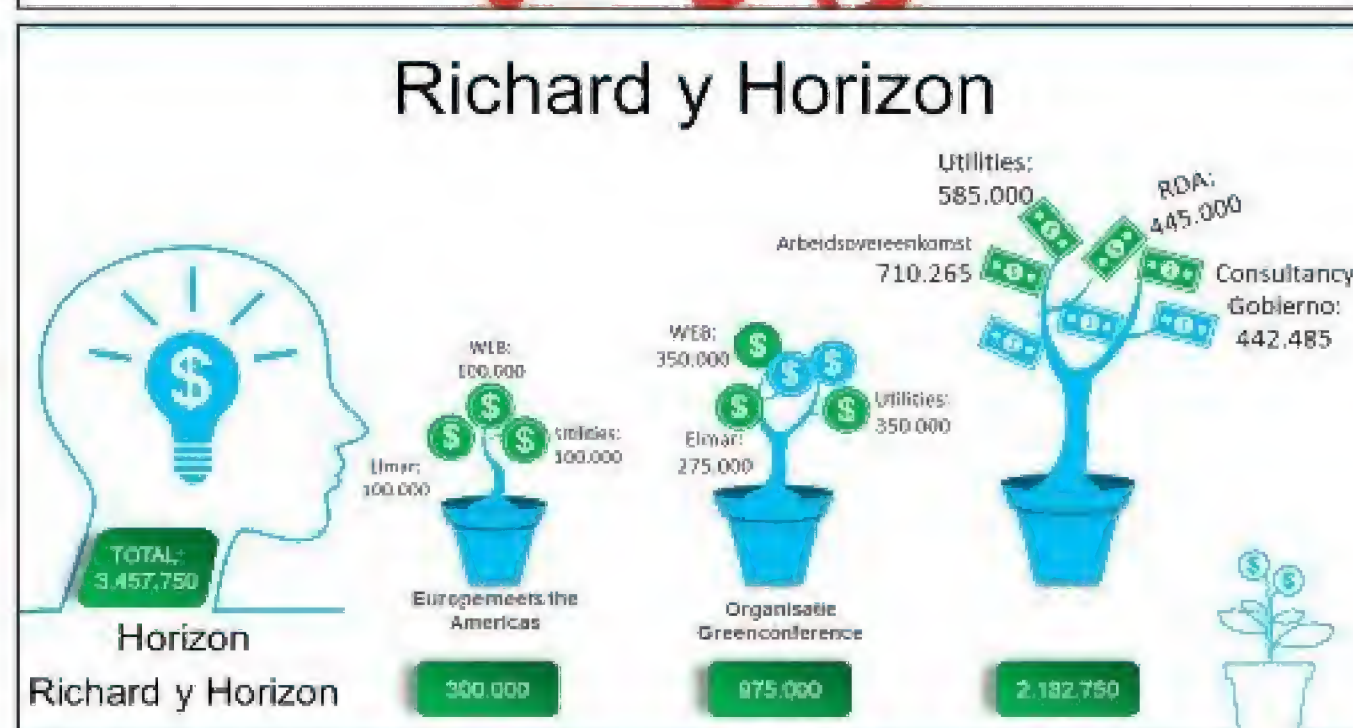 Richard y Horizon
Utilities:
585.000
RDA:
445.000
Arbeidsovereenkomst
710.265
Consultancy
Gobierno:
442.485
WEB:
100.000
Elmar:
100.000
Utilities:
100.000
WEB:
350.000
Elmar:
275.000
Utilities:
350.000
TOTAL:
3.457.750
Europe meets the
Americas
Organisatie
Greenconference
Horizon
Richard y Horizon
300.000
975.000
2.182.750